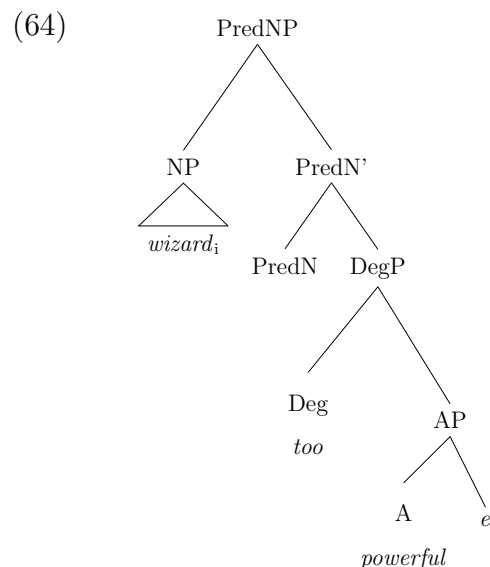 (64)
PredNP
NP PredN'
wizardi
PredN DegP
Deg
AP
too
A
e
powerful